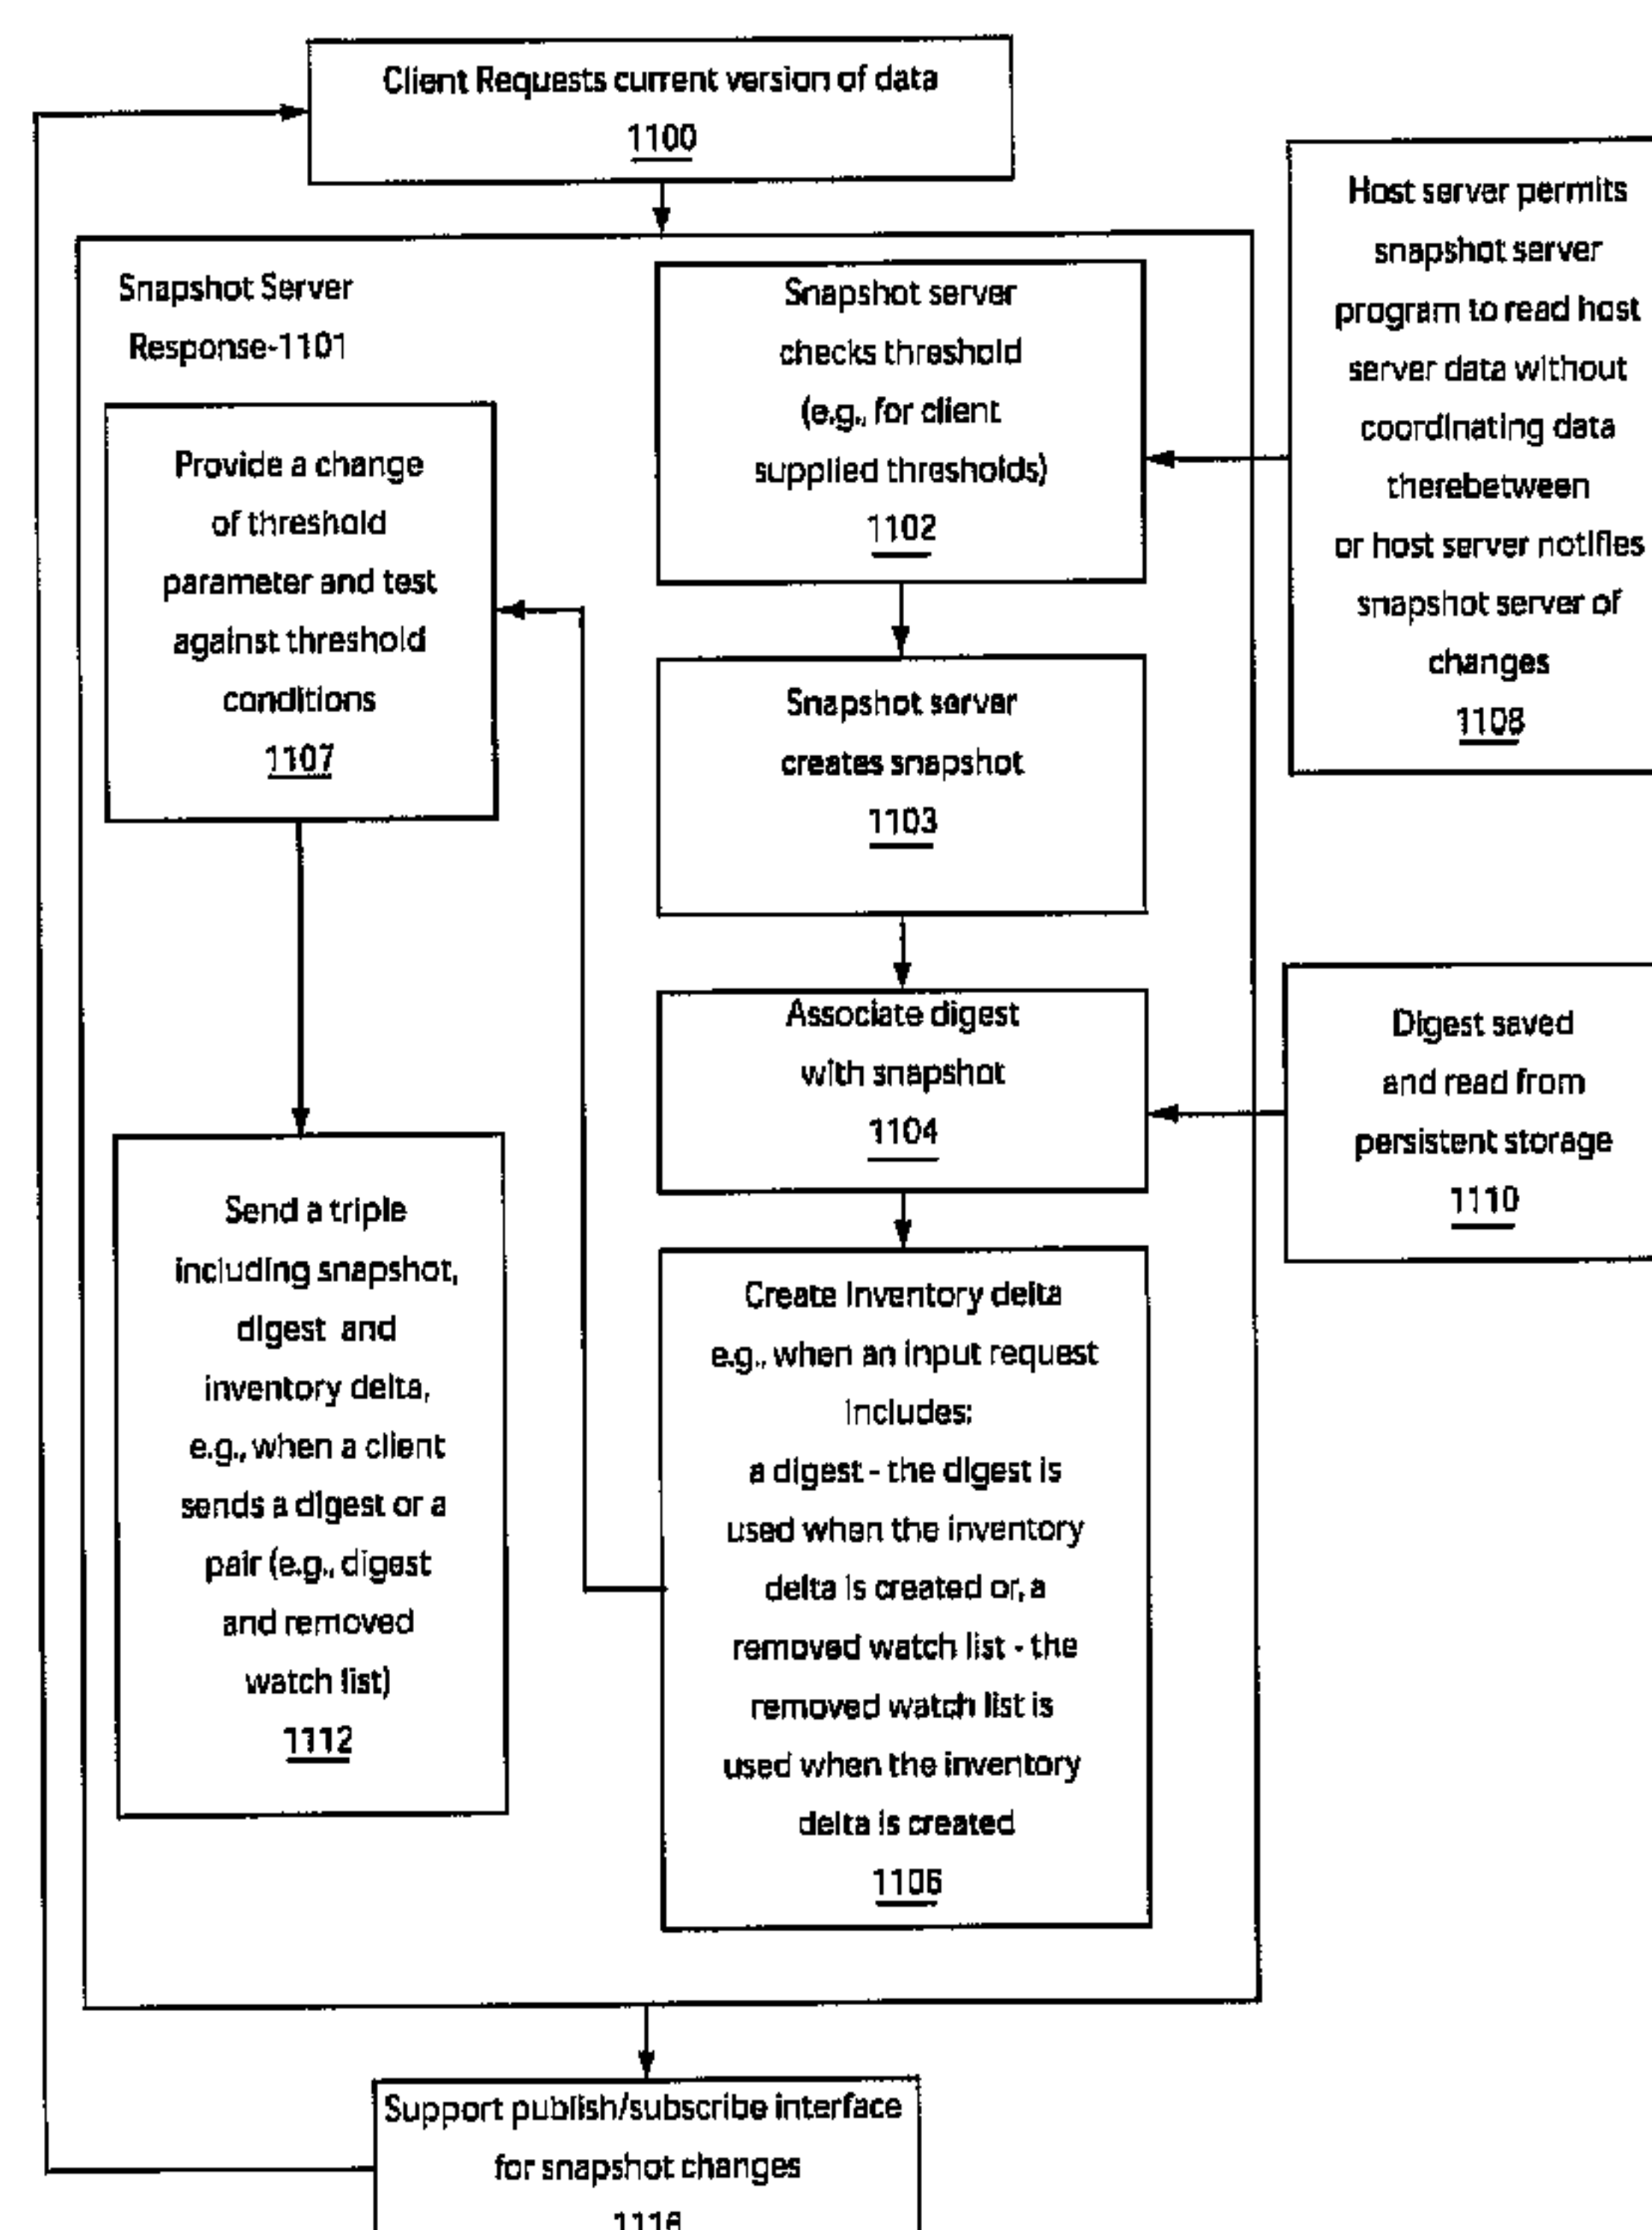 Client Requests current version of data
1100
Snapshot Server
Response-1101
Snapshot server
checks threshold
(e.g., for client
supplied thresholds)
1102
Host server permits
snapshot server
program to read host
server data without
coordinating data
therebetween
or host server notifies
snapshot server of
changes
1108
Provide a change
of threshold
parameter and test
against threshold
conditions
1107
Snapshot server
creates snapshot
1103
Associate digest
with snapshot
1104
Digest saved
and read from
persistent storage
1110
Send a triple
including snapshot,
digest and
inventory delta,
e.g., when a client
sends a digest or a
pair (e.g., digest
and removed
watch list)
1112
Create Inventory delta
e.g., when an input request
includes:
a digest - the digest is
used when the inventory
delta is created or, a
removed watch list - the
removed watch list is
used when the inventory
delta is created
1106
Support publish/subscribe interface
for snapshot changes